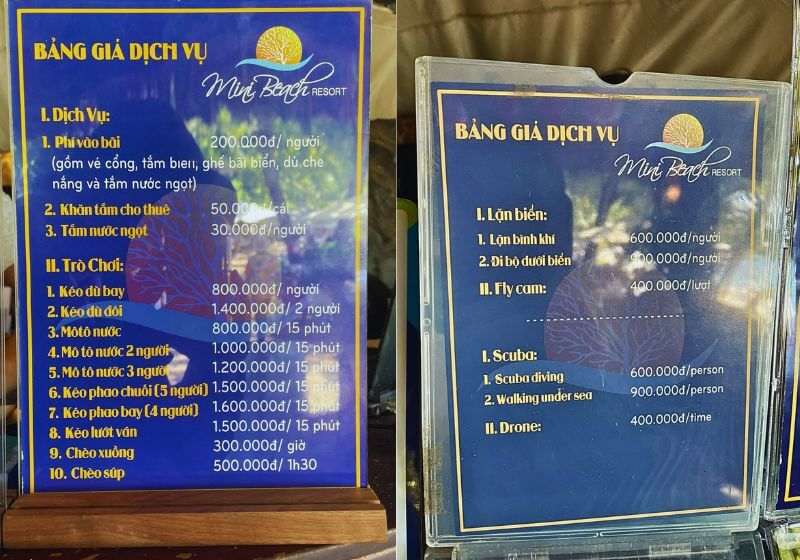 BẢNG GIÁ DỊCH VỤ
Mini Beach RESORT
I. Dịch Vụ:
1. Phí vào bãi 200.000đ/ người
(gồm vé cổng, tắm biển, ghế bãi biển, dù che
nắng và tắm nước ngọt)
2. Khăn tắm cho thuê 50.000đ/cái
3. Tắm nước ngọt 30.000đ/người
II. Trò Chơi:
1. Kéo dù bay 800.000đ/ người
2. Kéo dù đôi 1.400.000đ/ 2 người
3. Môtô nước 800.000đ/ 15 phút
4. Mô tô nước 2 người 1.000.000đ/ 15 phút
5. Mô tô nước 3 người 1.200.000đ/ 15 phút
6. Kéo phao chuối (5 người) 1.500.000đ/ 15 phút
7. Kéo phao bay (4 người) 1.600.000đ/ 15 phút
8. Kéo lướt ván 1.500.000đ/ 15 phút
9. Chèo xuồng 300.000đ/ giờ
10. Chèo súp 500.000đ/ 1h30
BẢNG GIÁ DỊCH VỤ
Mini Beach RESORT
I. Lặn biển:
1. Lặn bình khí 600.000đ/người
2. Đi bộ dưới biển 900.000đ/người
II. Fly cam: 400.000đ/lượt
I. Scuba:
1. Scuba diving 600.000đ/person
2. Walking under sea 900.000đ/person
II. Drone: 400.000đ/time